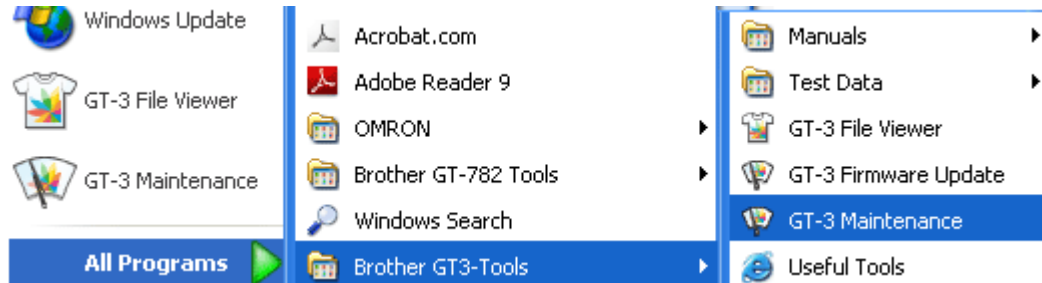 Windows Update
GT-3 File Viewer
GT-3 Maintenance
All Programs
Acrobat.com
Adobe Reader 9
OMRON
Brother GT-782 Tools
Windows Search
Brother GT3-Tools
Manuals
Test Data
GT-3 File Viewer
GT-3 Firmware Update
GT-3 Maintenance
Useful Tools